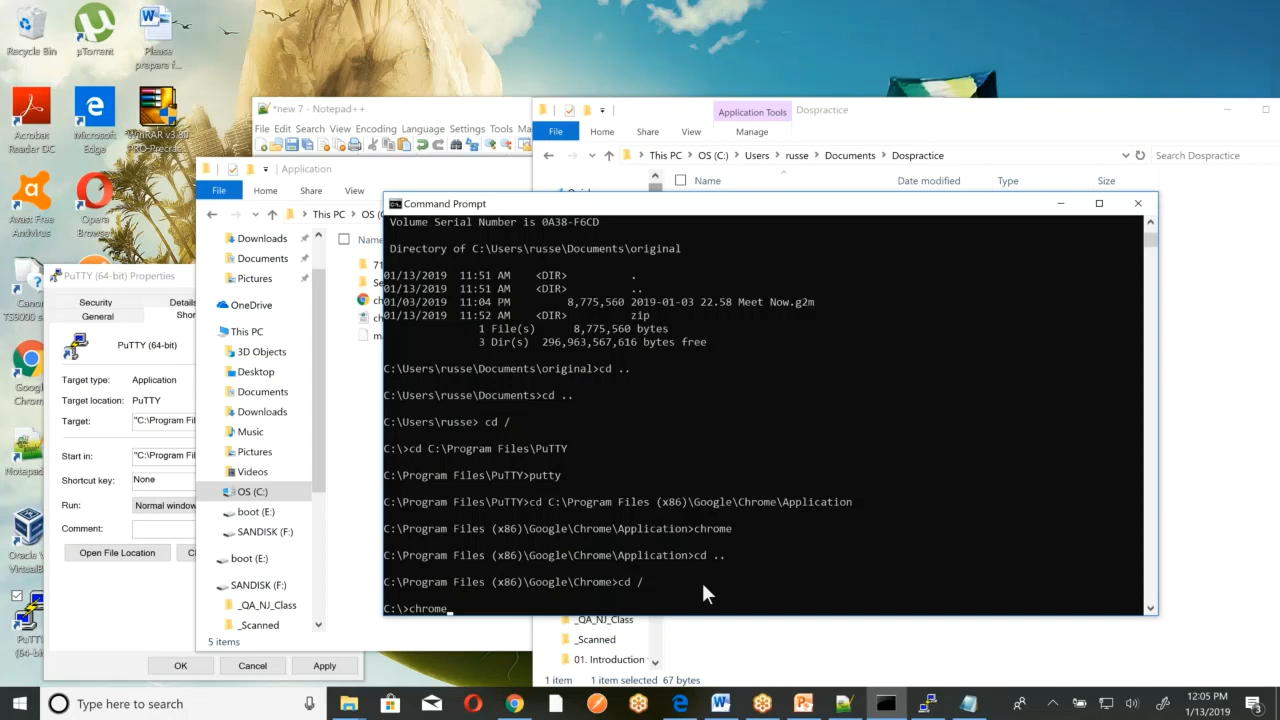 Recycle Bin
µTorrent
Please
prepare f...
Acrobat
Reader DC
Microsoft
Edge
WinRAR v3.80
PRO-Precrac...
Avast Free
Antivirus
Opera
Browser
*new 7 - Notepad++
File Edit Search View Encoding Language Settings Tools
Application
File Home Share View
This PC OS (C
Downloads
Documents
Pictures
OneDrive
This PC
3D Objects
Desktop
Documents
Downloads
Music
Pictures
Videos
OS (C:)
boot (E:)
SANDISK (F:)
boot (E:)
SANDISK (F:)
_QA_NJ_Class
_Scanned
5 items
PuTTY (64-bit) Properties
Security Details
General Shor
PuTTY (64-bit)
Target type: Application
Target location: PuTTY
Target: "C:\Program Fil
Start in: "C:\Program Fil
Shortcut key: None
Run: Normal window
Comment:
Open File Location
OK Cancel Apply
Application Tools Dospractice
File Home Share View Manage
This PC OS (C:) Users russe Documents Dospractice
Search Dospractice
Name Date modified Type Size
Command Prompt
Volume Serial Number is 0A38-F6CD
Directory of C:\Users\russe\Documents\original
01/13/2019 11:51 AM <DIR> .
01/13/2019 11:51 AM <DIR> ..
01/03/2019 11:04 PM 8,775,560 2019-01-03 22.58 Meet Now.g2m
01/13/2019 11:52 AM <DIR> zip
1 File(s) 8,775,560 bytes
3 Dir(s) 296,963,567,616 bytes free
C:\Users\russe\Documents\original>cd ..
C:\Users\russe\Documents>cd ..
C:\Users\russe> cd /
C:\>cd C:\Program Files\PuTTY
C:\Program Files\PuTTY>putty
C:\Program Files\PuTTY>cd C:\Program Files (x86)\Google\Chrome\Application
C:\Program Files (x86)\Google\Chrome\Application>chrome
C:\Program Files (x86)\Google\Chrome\Application>cd ..
C:\Program Files (x86)\Google\Chrome>cd /
C:\>chrome_
_QA_NJ_Class
_Scanned
01. Introduction
1 item 1 item selected 67 bytes
Type here to search
12:05 PM
1/13/2019
3